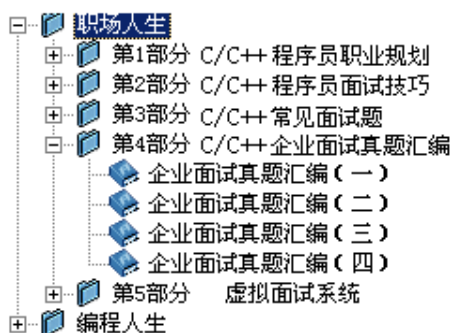 职场人生
第1部分 C/C++程序员职业规划
第2部分 C/C++程序员面试技巧
第3部分 C/C++常见面试题
第4部分 C/C++企业面试真题汇编
企业面试真题汇编(一)
企业面试真题汇编(二)
企业面试真题汇编(三)
企业面试真题汇编(四)
第5部分 虚拟面试系统
编程人生